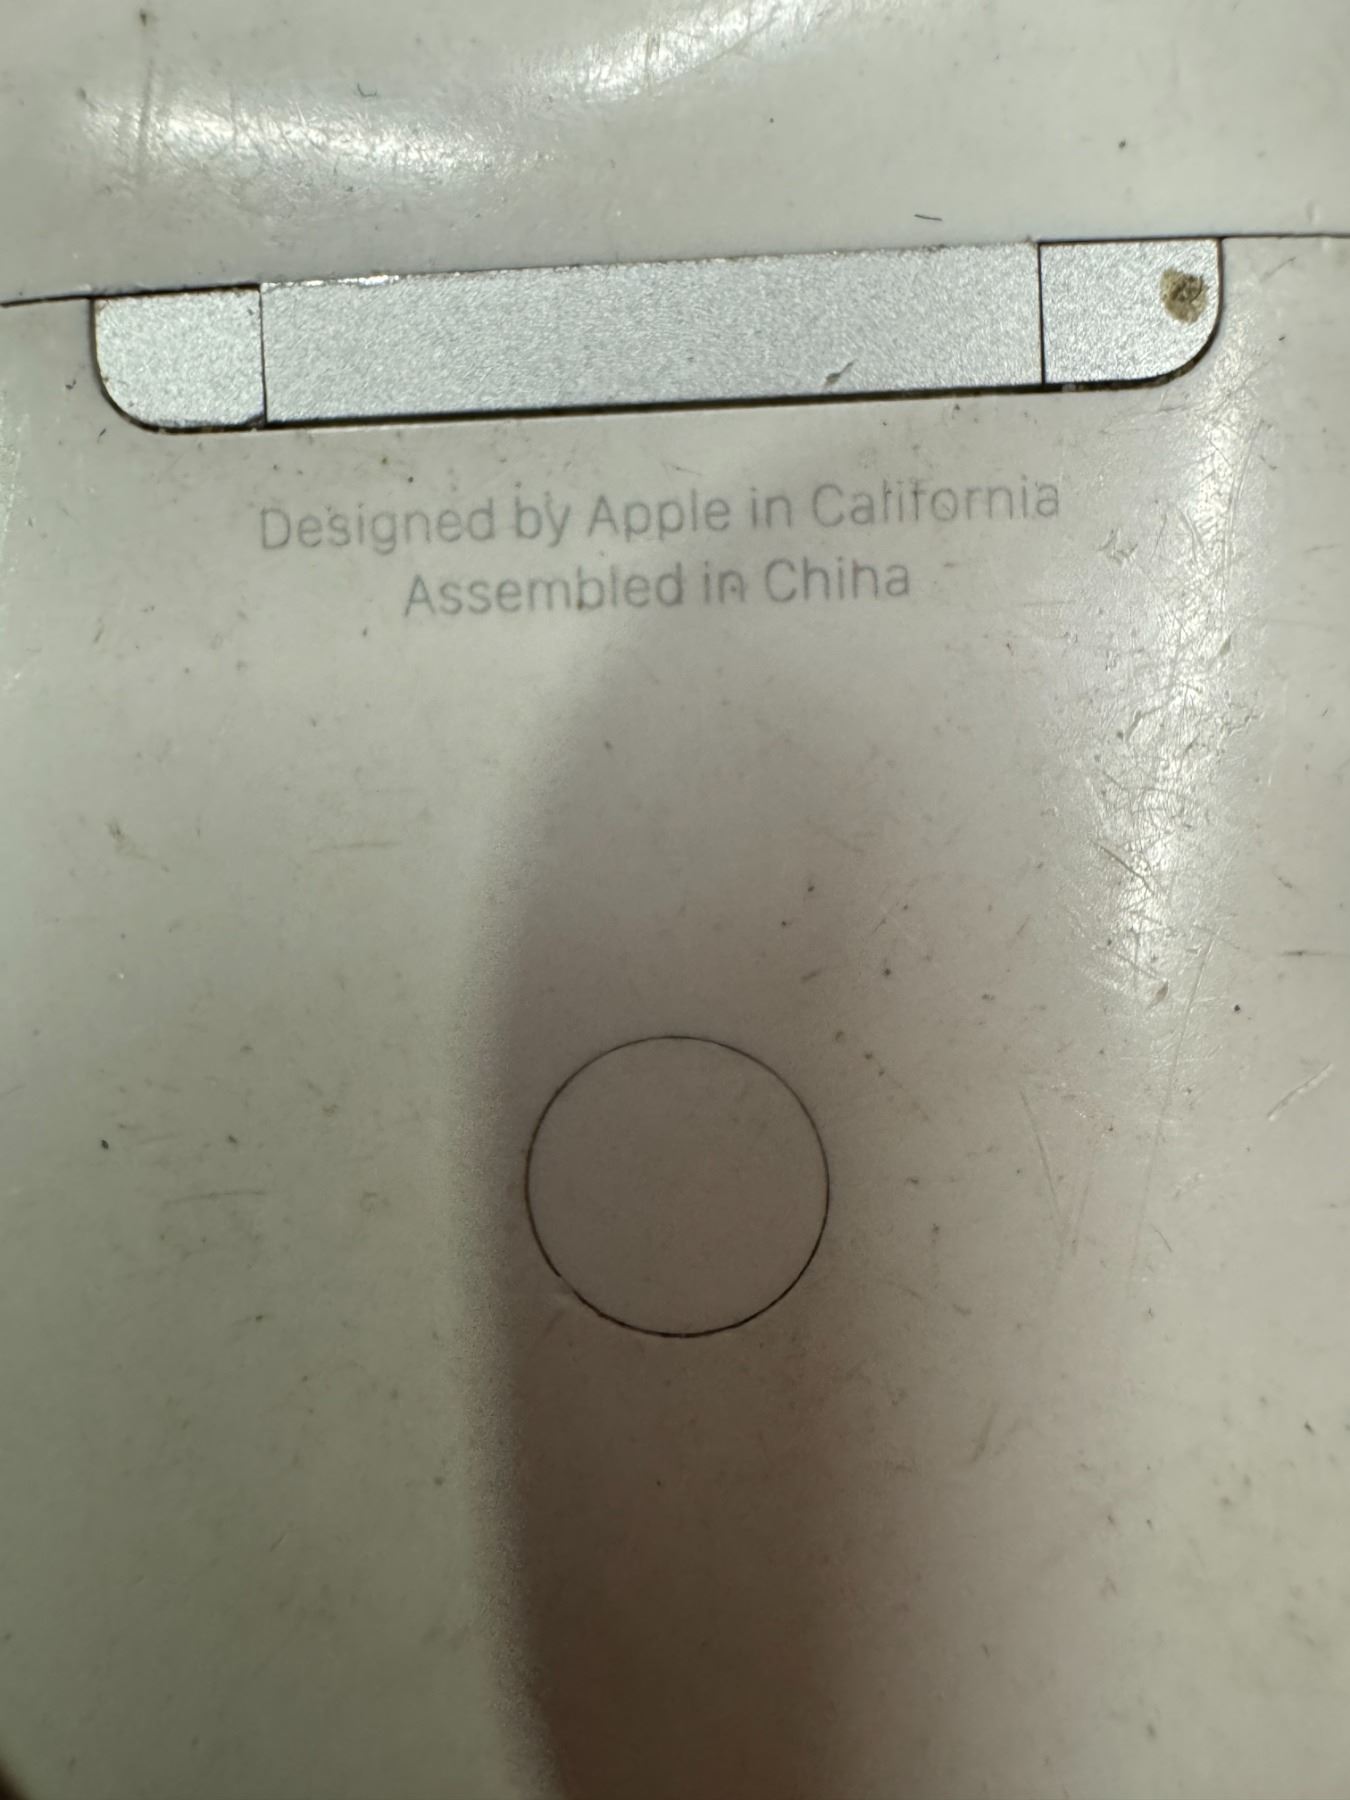 Designed by Apple in California
Assembled in China